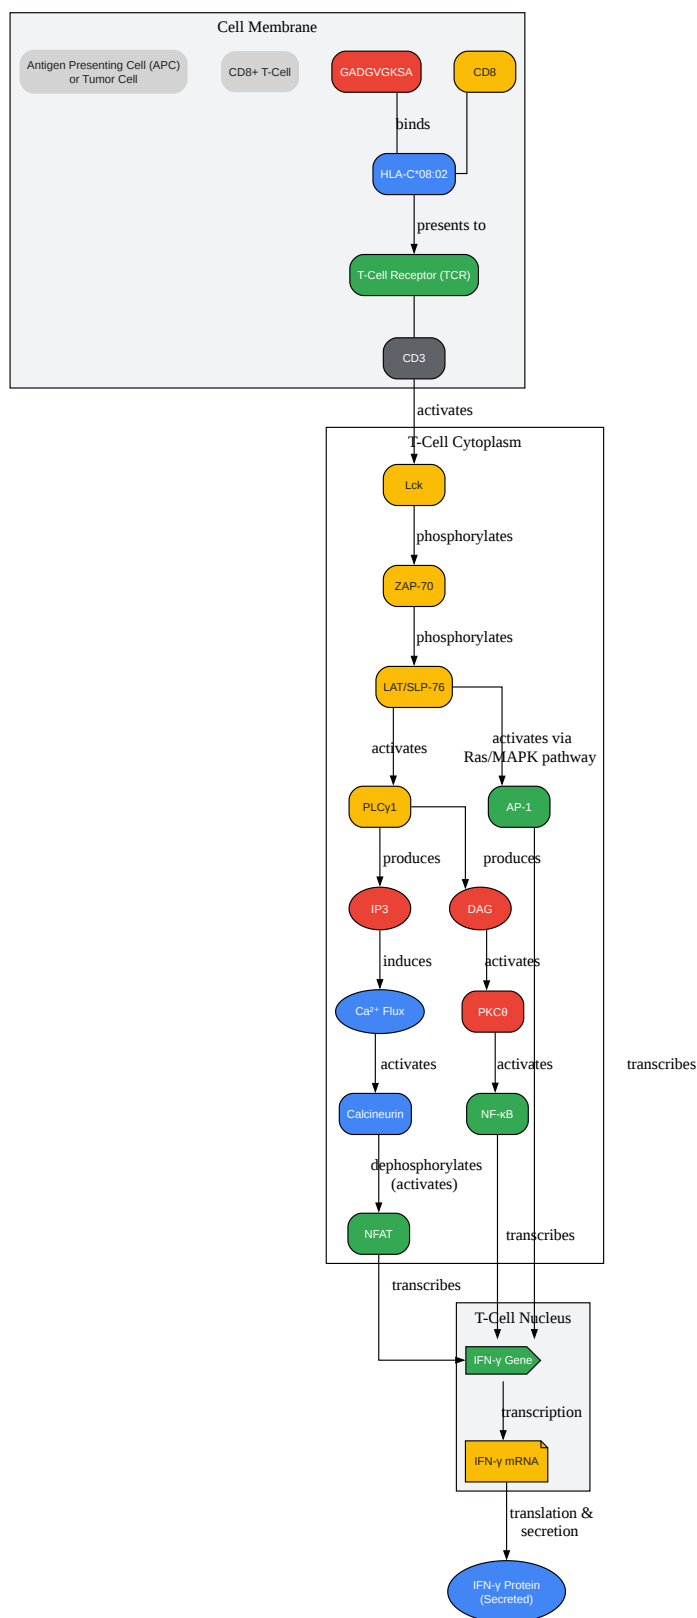 Cell Membrane
Antigen Presenting Cell (APC)
or Tumor Cell
CD8+ T-Cell
GADGVGKSA
CD8
binds
HLA-C*08:02
presents to
T-Cell Receptor (TCR)
CD3
activates
T-Cell Cytoplasm
Lck
phosphorylates
ZAP-70
phosphorylates
LAT/SLP-76
activates
activates via
Ras/MAPK pathway
PLCγ1
AP-1
produces
produces
IP3
DAG
induces
activates
Ca²⁺ Flux
PKCθ
activates
activates
transcribes
Calcineurin
NF-κB
dephosphorylates
(activates)
NFAT
transcribes
transcribes
T-Cell Nucleus
IFN-γ Gene
transcription
IFN-γ mRNA
translation &
secretion
IFN-γ Protein
(Secreted)